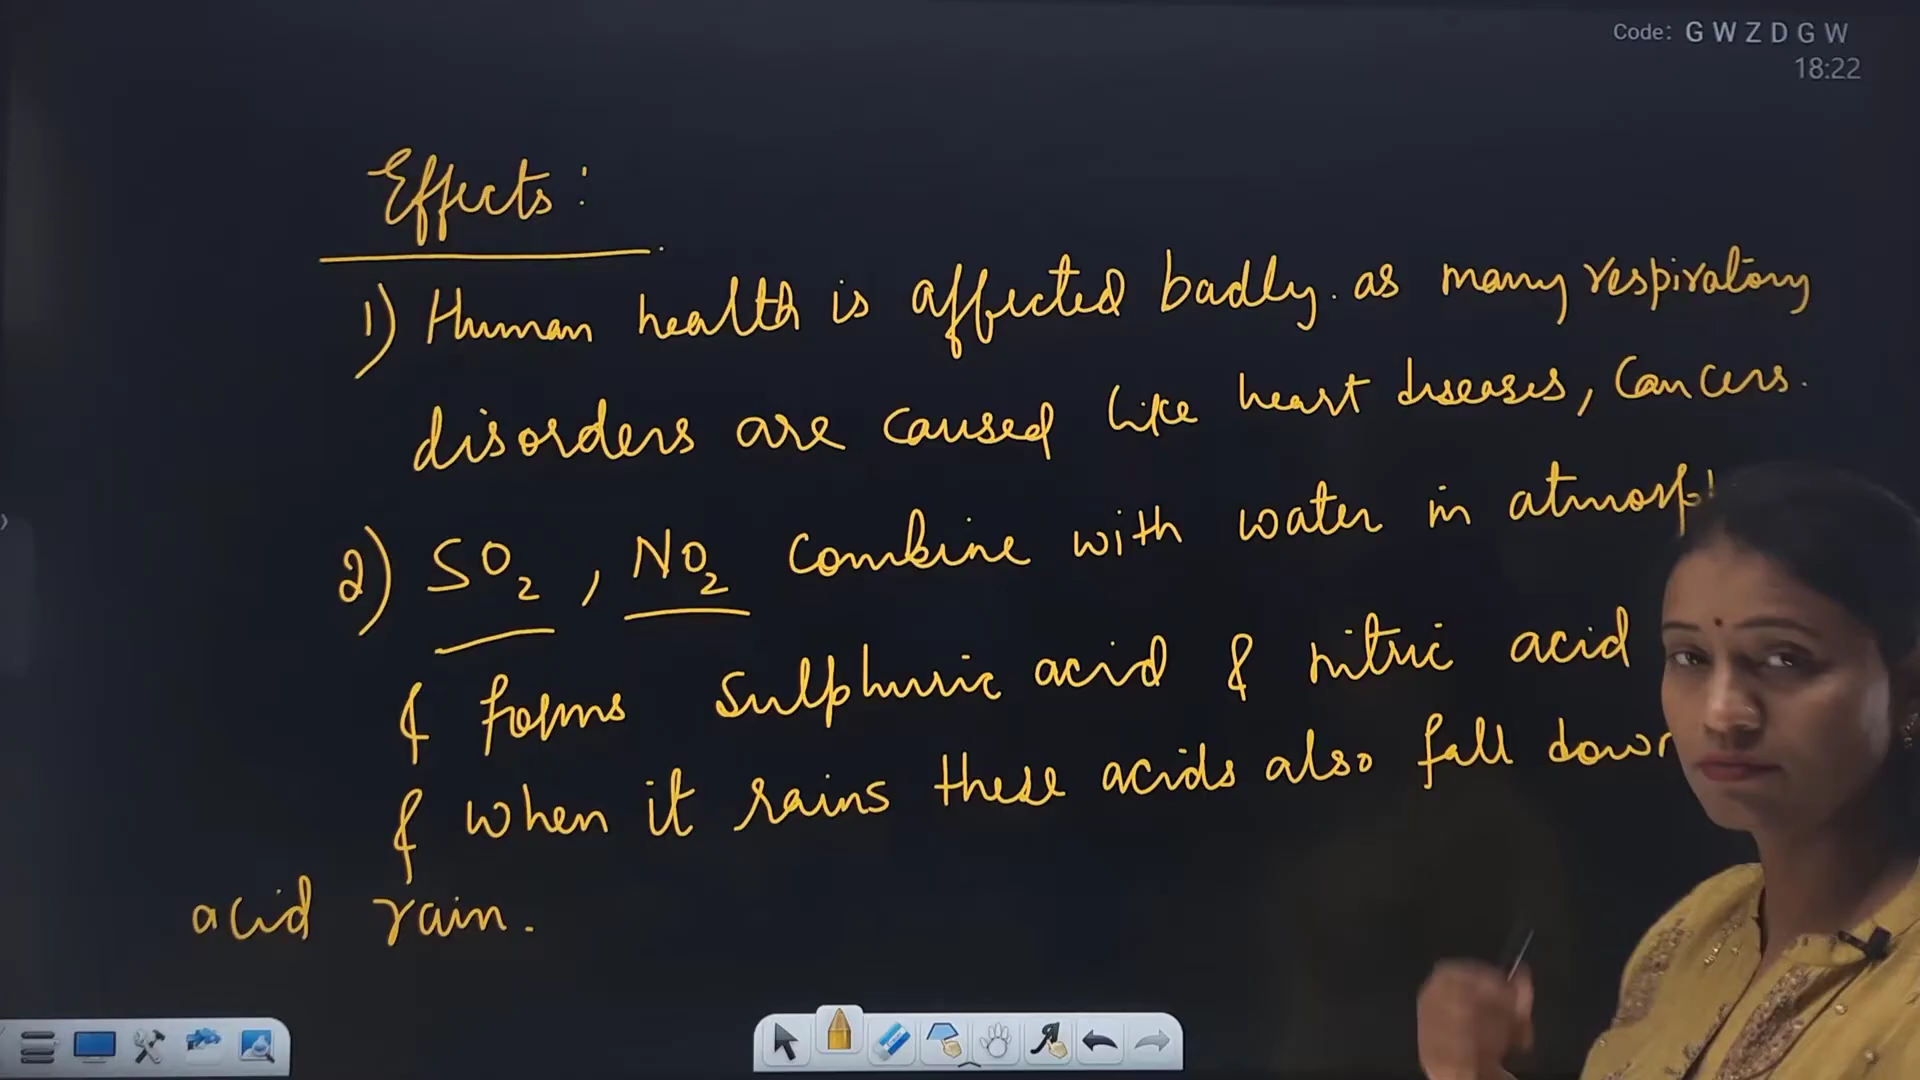 Code: GWZDGW
18:22
Effects:
1) Human health is affected badly. as many respiratory
disorders are caused like heart diseases, Cancers.
2) SO₂, NO₂ combine with water in
& forms Sulphuric acid & nitric acid
& when it rains these acids also fall down
acid rain.